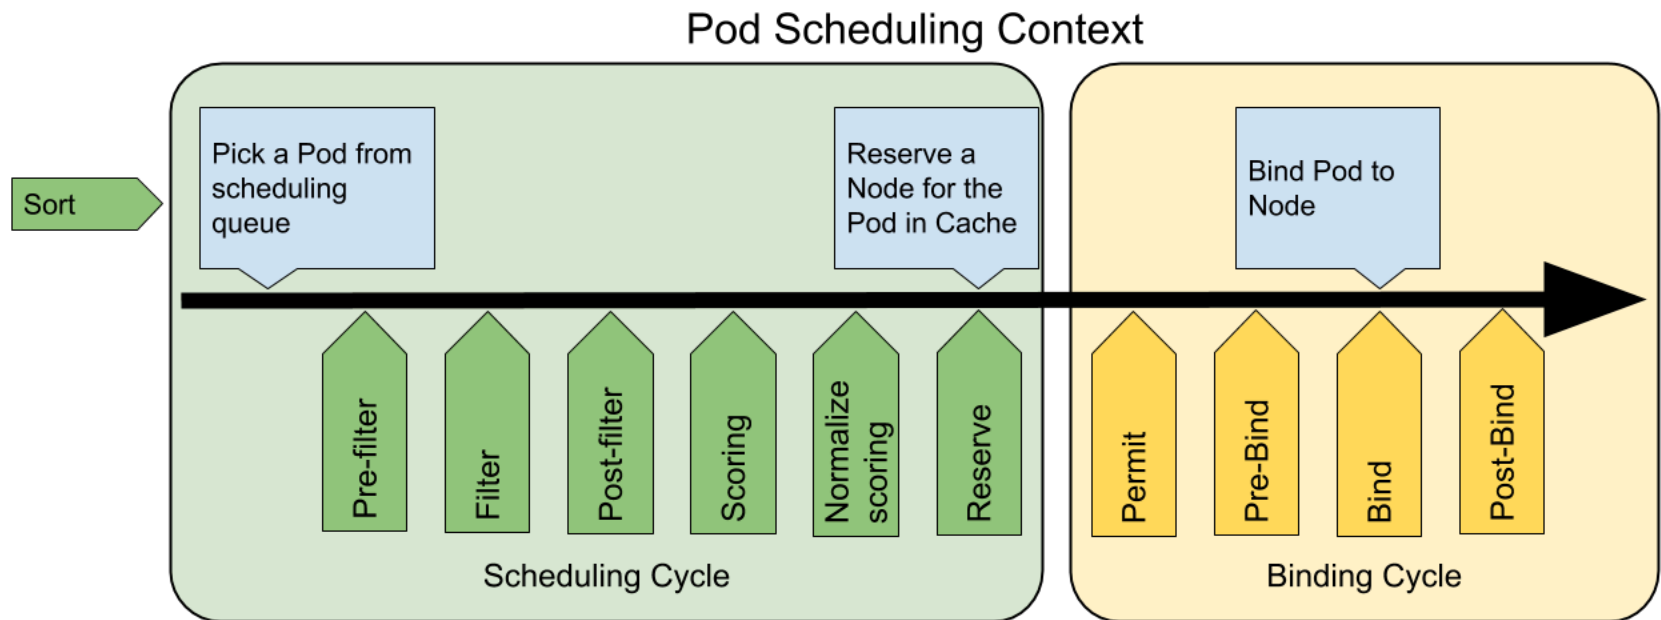 Pod Scheduling Context
Sort
Pick a Pod from
scheduling
queue
Reserve a
Node for the
Pod in Cache
Bind Pod to
Node
Pre-filter
Filter
Post-filter
Scoring
Normalize
scoring
Reserve
Permit
Pre-Bind
Bind
Post-Bind
Scheduling Cycle
Binding Cycle